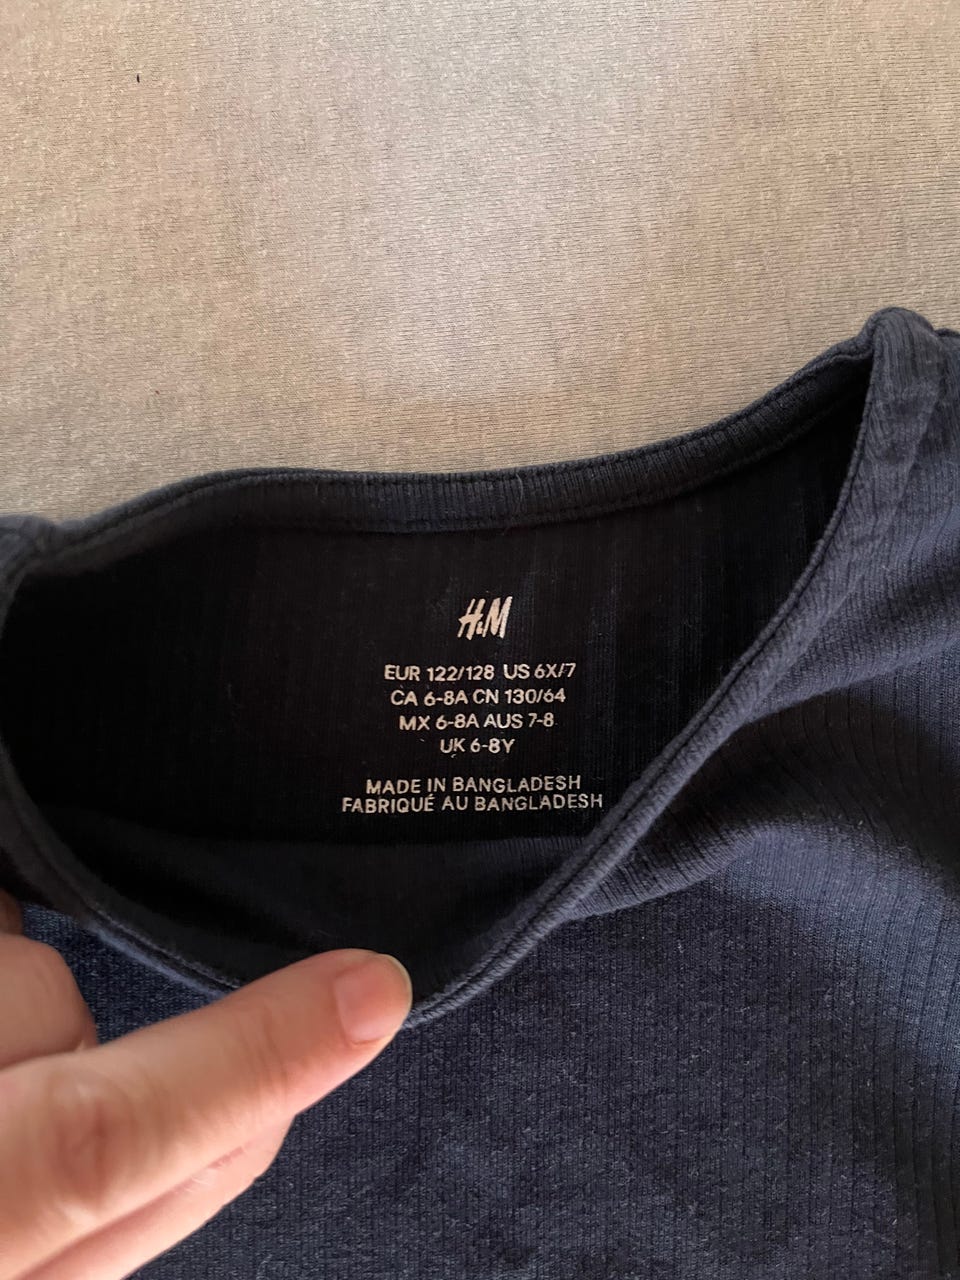 H&M
EUR 122/128 US 6X/7
CA 6-8A CN 130/64
MX 6-8A AUS 7-8
UK 6-8Y
MADE IN BANGLADESH
FABRIQUÉ AU BANGLADESH